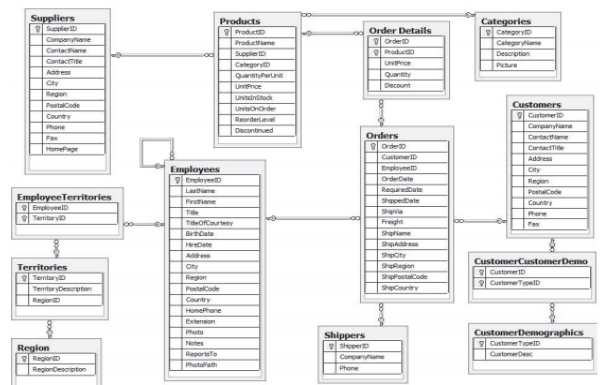 Suppliers
SupplierID
CompanyName
ContactName
ContactTitle
Address
City
Region
PostalCode
Country
Phone
Fax
HomePage
Products
ProductID
ProductName
SupplierID
CategoryID
QuantityPerUnit
UnitPrice
UnitsInStock
UnitsOnOrder
ReorderLevel
Discontinued
Order Details
OrderID
ProductID
UnitPrice
Quantity
Discount
Categories
CategoryID
CategoryName
Description
Picture
Customers
CustomerID
CompanyName
ContactName
ContactTitle
Address
City
Region
PostalCode
Country
Phone
Fax
Orders
OrderID
CustomerID
EmployeeID
OrderDate
RequiredDate
ShippedDate
ShipVia
Freight
ShipName
ShipAddress
ShipCity
ShipRegion
ShipPostalCode
ShipCountry
Employees
EmployeeID
LastName
FirstName
Title
TitleOfCourtesy
BirthDate
HireDate
Address
City
Region
PostalCode
Country
HomePhone
Extension
Photo
Notes
ReportsTo
PhotoPath
EmployeeTerritories
EmployeeID
TerritoryID
Territories
TerritoryID
TerritoryDescription
RegionID
Region
RegionID
RegionDescription
Shippers
ShipperID
CompanyName
Phone
CustomerCustomerDemo
CustomerID
CustomerTypeID
CustomerDemographics
CustomerTypeID
CustomerDesc